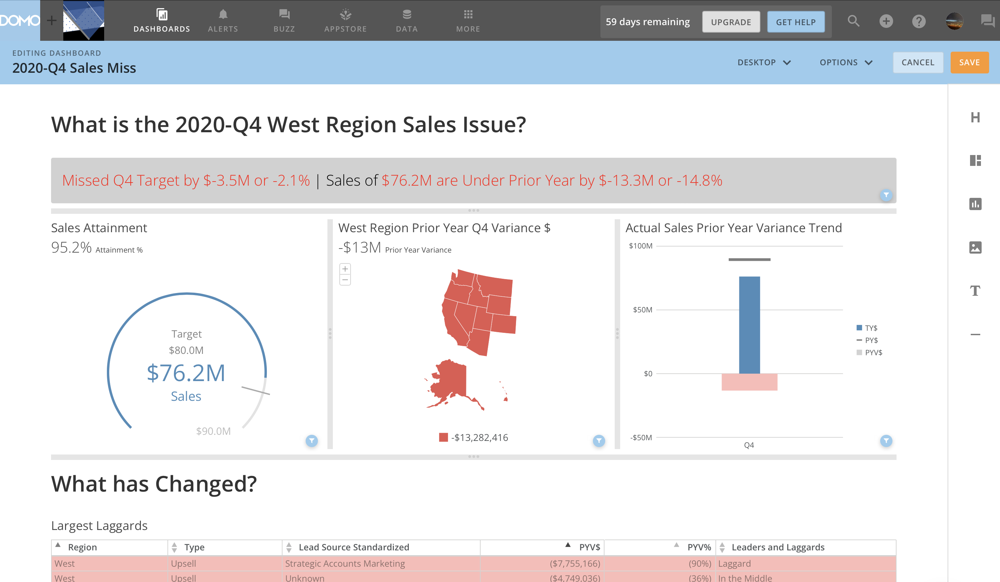 DOMO
DASHBOARDS
ALERTS
BUZZ
APPSTORE
DATA
MORE
59 days remaining
UPGRADE
GET HELP
EDITING DASHBOARD
2020-Q4 Sales Miss
DESKTOP
OPTIONS
CANCEL
SAVE
What is the 2020-Q4 West Region Sales Issue?
Missed Q4 Target by $-3.5M or -2.1% | Sales of $76.2M are Under Prior Year by $-13.3M or -14.8%
Sales Attainment
95.2% Attainment %
Target
$80.0M
$76.2M
Sales
$90.0M
West Region Prior Year Q4 Variance $
-$13M Prior Year Variance
+
−
-$13,282,416
Actual Sales Prior Year Variance Trend
$100M
$50M
$0
-$50M
Q4
TY$
PY$
PYV$
H
T
What has Changed?
Largest Laggards
Region Type Lead Source Standardized PYV$ PYV% Leaders and Laggards
West Upsell Strategic Accounts Marketing ($7,755,166) (90%) Laggard
West Upsell Unknown ($4,749,036) (36%) In the Middle